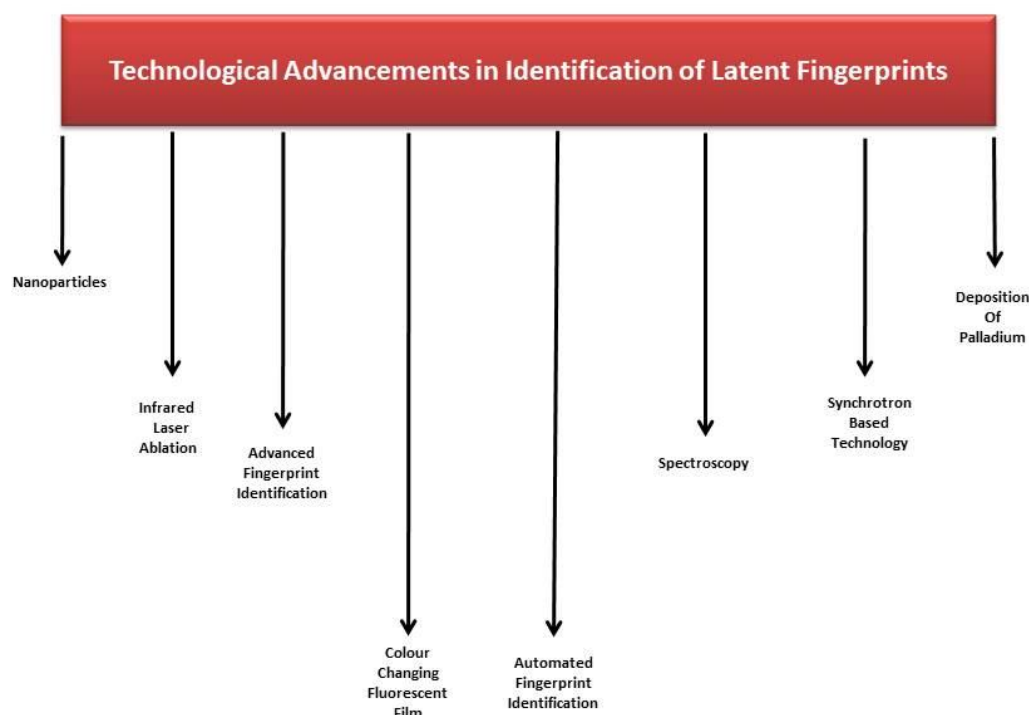 Technological Advancements in Identification of Latent Fingerprints
Nanoparticles
Infrared
Laser
Ablation
Advanced
Fingerprint
Identification
Colour
Changing
Fluorescent
Film
Automated
Fingerprint
Identification
Spectroscopy
Synchrotron
Based
Technology
Deposition
Of
Palladium